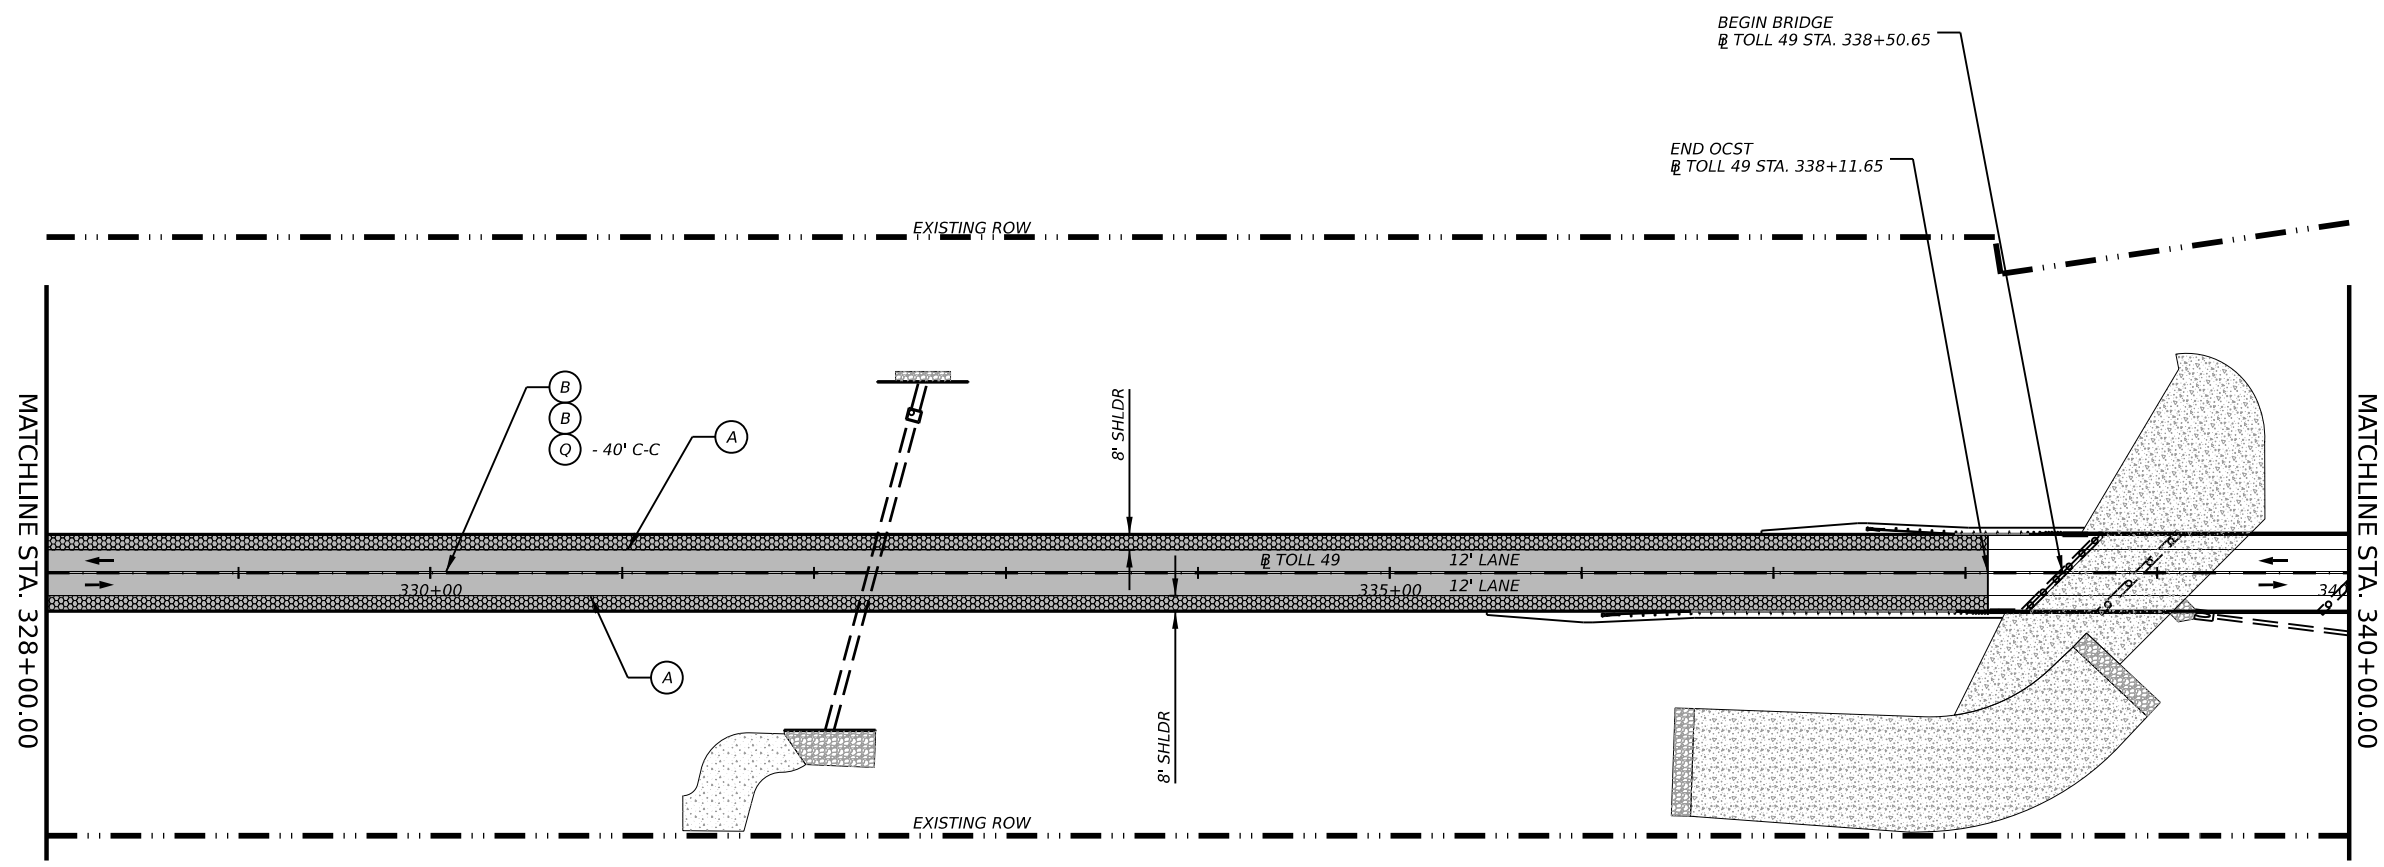 BEGIN BRIDGE
℄ TOLL 49 STA. 338+50.65
END OCST
℄ TOLL 49 STA. 338+11.65
EXISTING ROW
MATCHLINE STA. 328+00.00
MATCHLINE STA. 340+00.00
B
B
Q - 40' C-C
A
8' SHLDR
℄ TOLL 49
12' LANE
330+00
335+00
12' LANE
340
A
8' SHLDR
EXISTING ROW